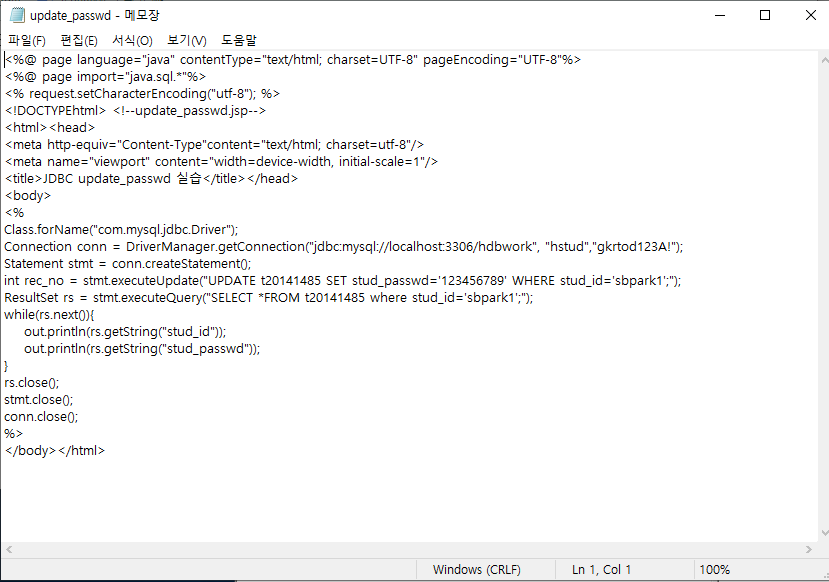 update_passwd - 메모장
파일(F) 편집(E) 서식(O) 보기(V) 도움말
<%@ page language="java" contentType="text/html; charset=UTF-8" pageEncoding="UTF-8"%>
<%@ page import="java.sql.*"%>
<% request.setCharacterEncoding("utf-8"); %>
<!DOCTYPEhtml> <!--update_passwd.jsp-->
<html><head>
<meta http-equiv="Content-Type"content="text/html; charset=utf-8"/>
<meta name="viewport" content="width=device-width, initial-scale=1"/>
<title>JDBC update_passwd 실습</title></head>
<body>
<%
Class.forName("com.mysql.jdbc.Driver");
Connection conn = DriverManager.getConnection("jdbc:mysql://localhost:3306/hdbwork", "hstud","gkrtod123A!");
Statement stmt = conn.createStatement();
int rec_no = stmt.executeUpdate("UPDATE t20141485 SET stud_passwd='123456789' WHERE stud_id='sbpark1';");
ResultSet rs = stmt.executeQuery("SELECT *FROM t20141485 where stud_id='sbpark1';");
while(rs.next()){
out.println(rs.getString("stud_id"));
out.println(rs.getString("stud_passwd"));
}
rs.close();
stmt.close();
conn.close();
%>
</body></html>
Windows (CRLF) Ln 1, Col 1 100%